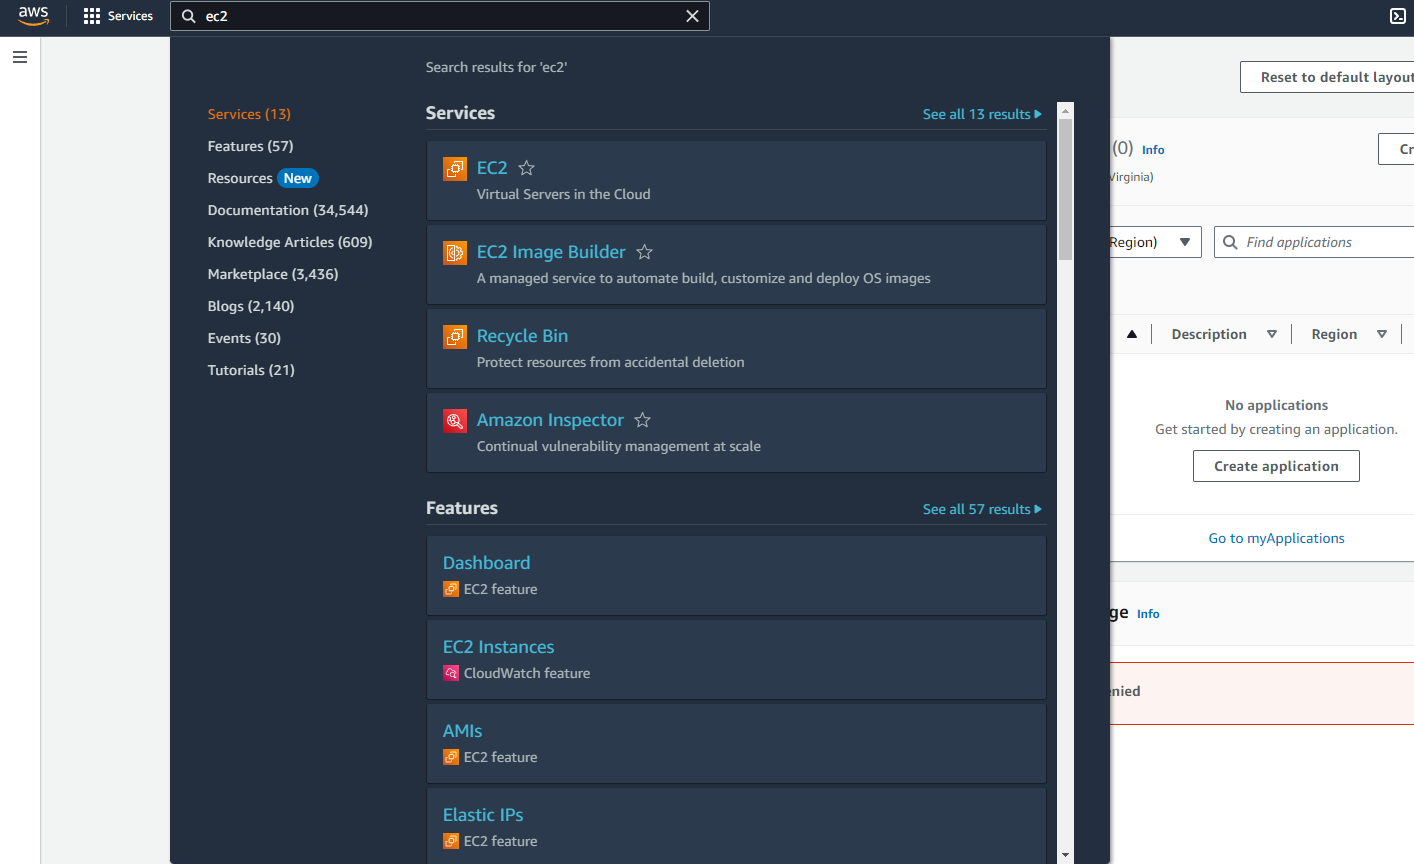 aws
Services
ec2
Search results for 'ec2'
Services (13)
Features (57)
Resources New
Documentation (34,544)
Knowledge Articles (609)
Marketplace (3,436)
Blogs (2,140)
Events (30)
Tutorials (21)
Services
See all 13 results
EC2
Virtual Servers in the Cloud
EC2 Image Builder
A managed service to automate build, customize and deploy OS images
Recycle Bin
Protect resources from accidental deletion
Amazon Inspector
Continual vulnerability management at scale
Features
See all 57 results
Dashboard
EC2 feature
EC2 Instances
CloudWatch feature
AMIs
EC2 feature
Elastic IPs
EC2 feature
Reset to default layout
(0) Info
Cr
Virginia)
Region)
Find applications
Description
Region
No applications
Get started by creating an application.
Create application
Go to myApplications
ge Info
enied